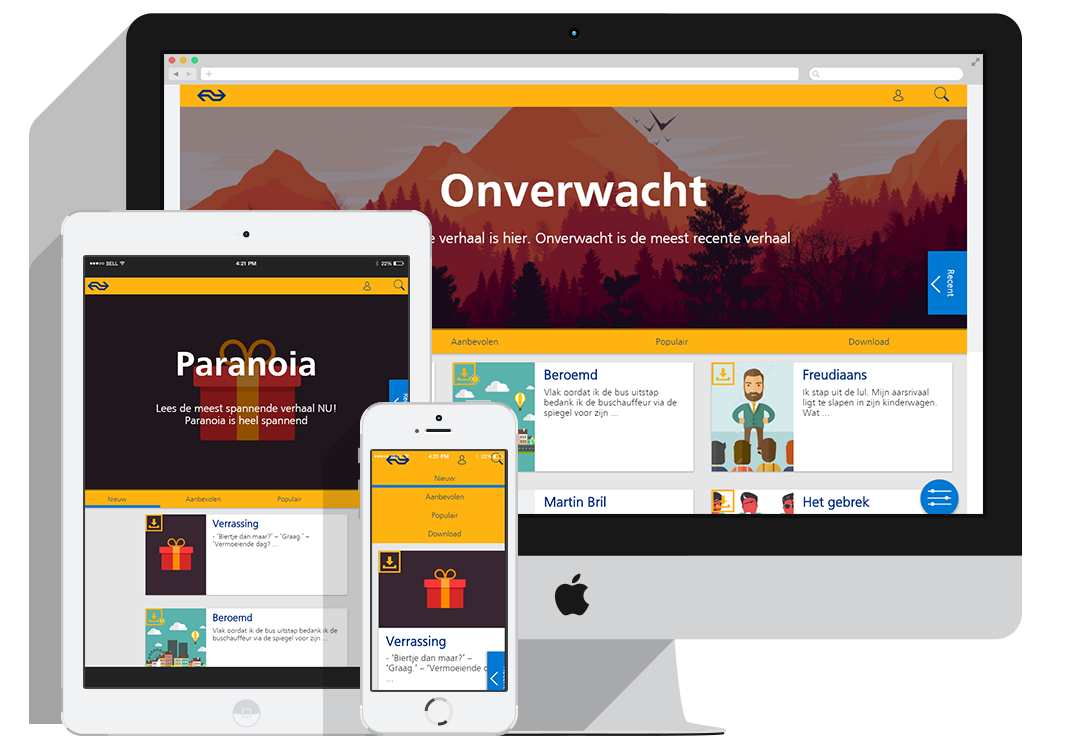 Onverwacht
verhaal is hier. Onverwacht is de meest recente verhaal
Recent
Aanbevolen
Populair
Download
Beroemd
Vlak oordat ik de bus uitstap
bedank ik de buschauffeur via de
spiegel voor zijn ...
Freudiaans
Ik stap uit de lul. Mijn aarsrivaal
ligt te slapen in zijn kinderwagen.
Wat ...
Martin Bril
Het gebrek
BELL
4:21 PM
22%
Paranoia
Lees de meest spannende verhaal NU!
Paranoia is heel spannend
Nieuw
Aanbevolen
Populair
Verrassing
- 'Biertje dan maar?' – 'Graag.' –
'Vermoeiende dag? ...
Beroemd
Vlak oordat ik de bus uitstap bedank ik de
buschauffeur via de spiegel voor zijn ...
4:21 PM
22%
Nieuw
Aanbevolen
Populair
Download
Verrassing
- 'Biertje dan maar?' –
'Graag.' – 'Vermoeiende
...